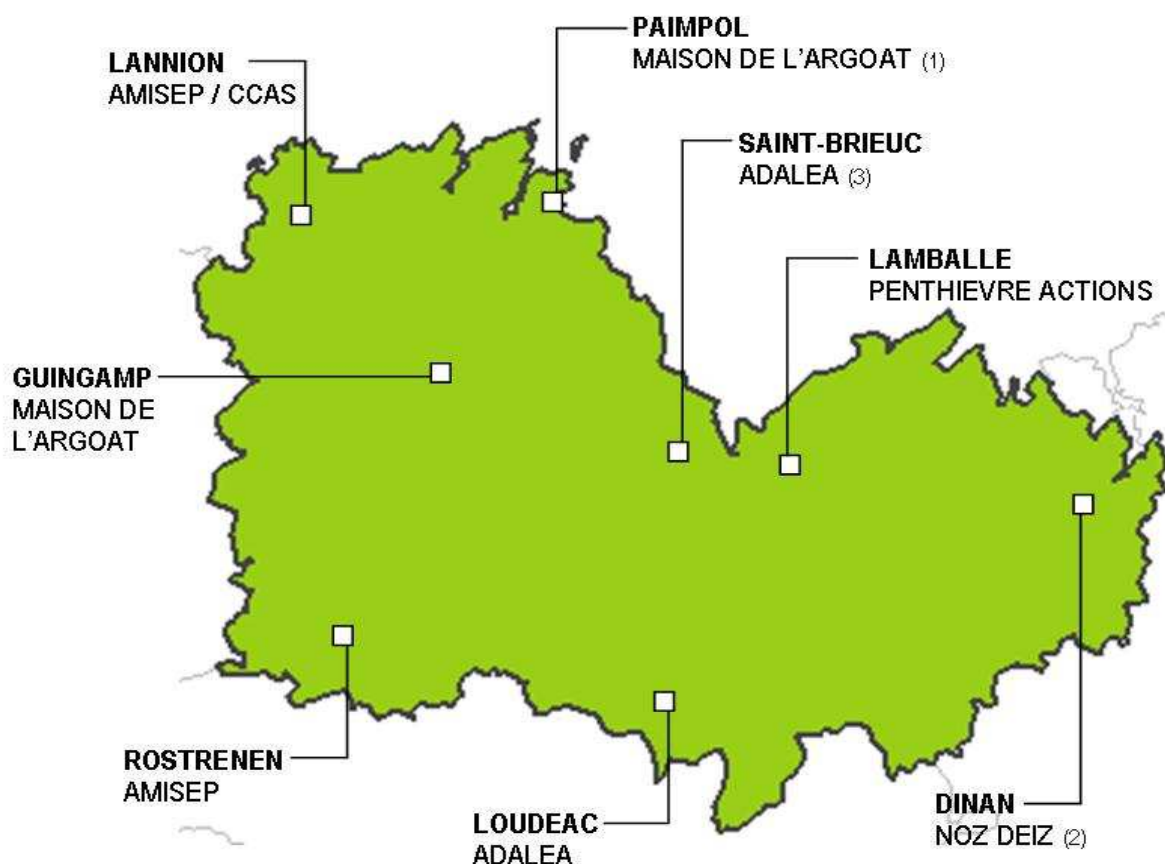 PAIMPOL
MAISON DE L'ARGOAT (1)
LANNION
AMISEP / CCAS
SAINT-BRIEUC
ADALEA (3)
LAMBALLE
PENTHIEVRE ACTIONS
GUINGAMP
MAISON DE
L'ARGOAT
ROSTRENEN
AMISEP
LOUDEAC
ADALEA
DINAN
NOZ DEIZ (2)